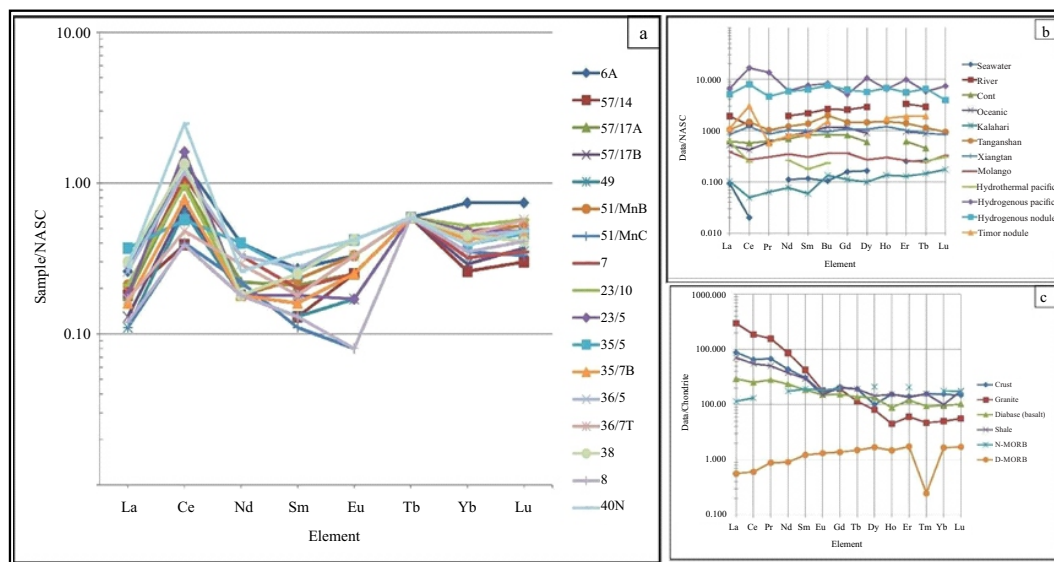 a
10.00
1.00
0.10
Sample/NASC
La Ce Nd Sm Eu Tb Yb Lu
Element
6A
57/14
57/17A
57/17B
49
51/MnB
51/MnC
7
23/10
23/5
35/5
35/7B
36/5
36/7T
38
8
40N
b
10.000
1000
0.100
0.010
Data/NASC
La Ce Pr Nd Sm Bu Gd Dy Ho Er Tb Lu
Element
Seawater
River
Cont
Oceanic
Kalahari
Tanganshan
Xiangtan
Molango
Hydrothermal pacific
Hydrogenous pacific
Hydrogenous nodule
Timor nodule
c
1000.000
100.000
100.00
1.000
0.100
Data/Chondrite
La Ce Pr Nd Sm Eu Gd Tb Dy Ho Er Tm Yb Lu
Element
Crust
Granite
Diabase (basalt)
Shale
N-MORB
D-MORB